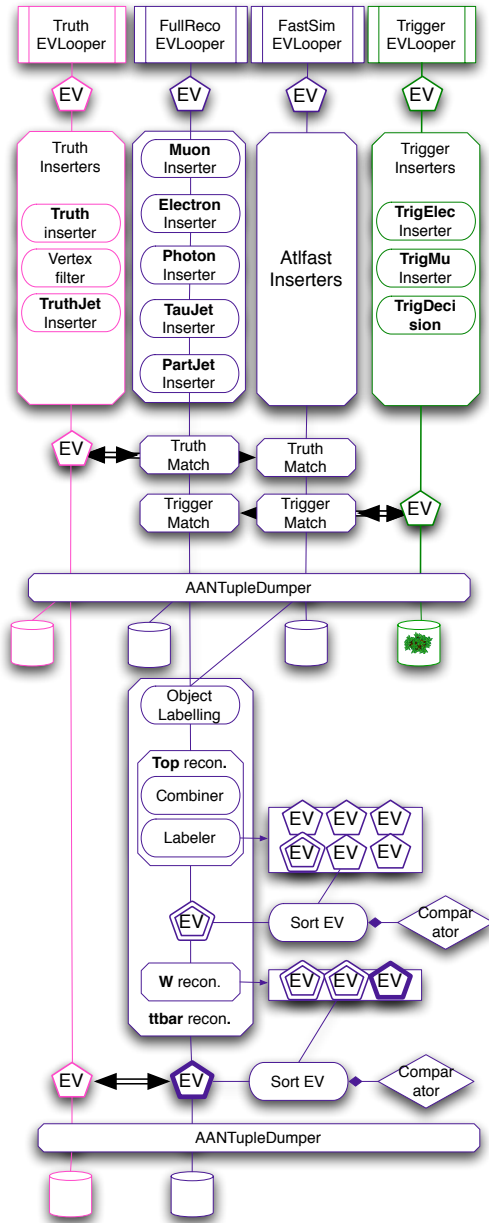 Truth
EVLooper
FullReco
EVLooper
FastSim
EVLooper
Trigger
EVLooper
EV
EV
EV
EV
Truth
Inserters
Truth
inserter
Vertex
filter
TruthJet
Inserter
Muon
Inserter
Electron
Inserter
Photon
Inserter
TauJet
Inserter
PartJet
Inserter
Atlfast
Inserters
Trigger
Inserters
TrigElec
Inserter
TrigMu
Inserter
TrigDeci
sion
EV
Truth
Match
Truth
Match
Trigger
Match
Trigger
Match
EV
AANTupleDumper
Object
Labelling
Top recon.
Combiner
Labeler
EV
EV
EV
EV
EV
EV
EV
Sort EV
Compar
ator
W recon.
EV
EV
EV
ttbar recon.
EV
EV
Sort EV
Compar
ator
AANTupleDumper